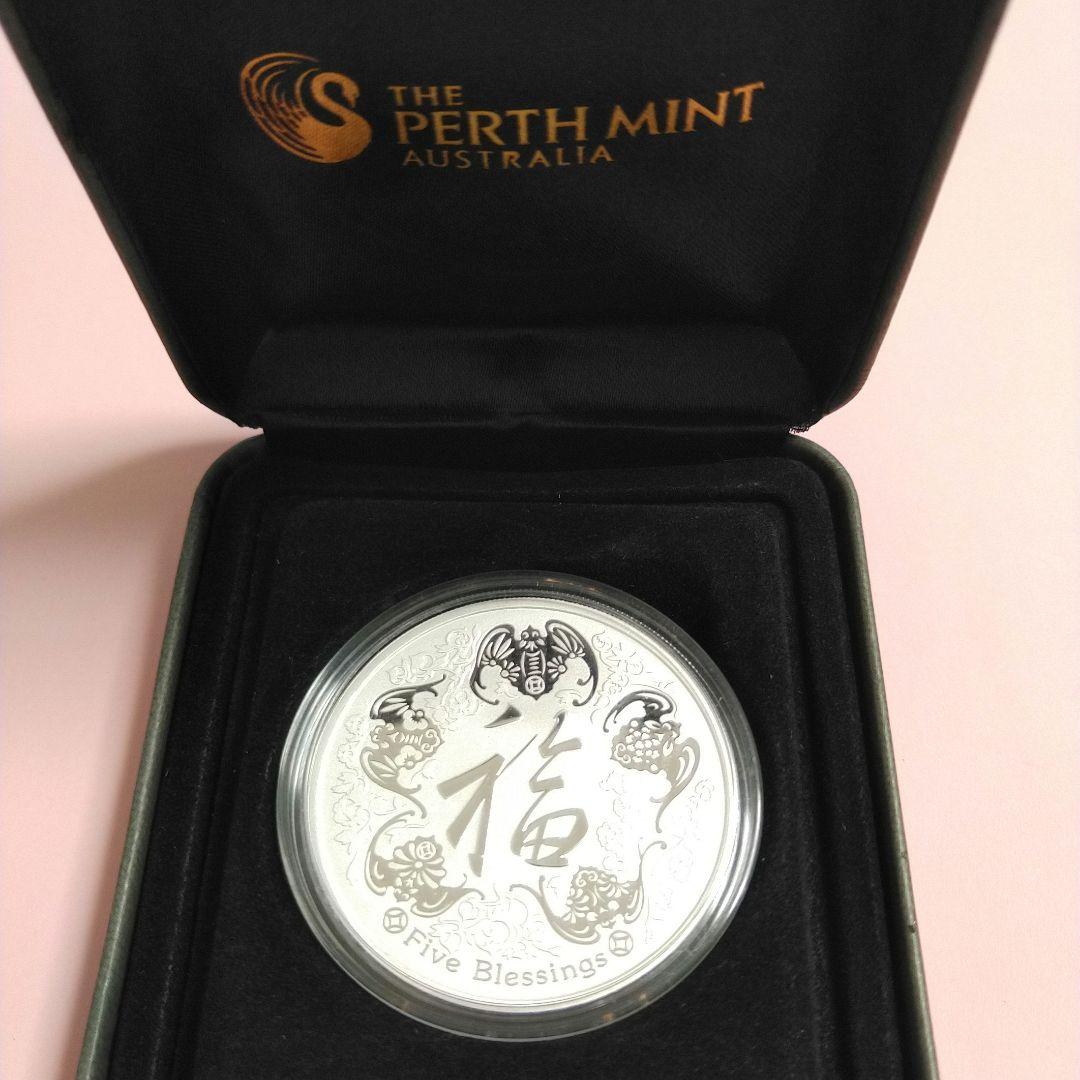 THE
PERTH MINT
AUSTRALIA
福
Five Blessings